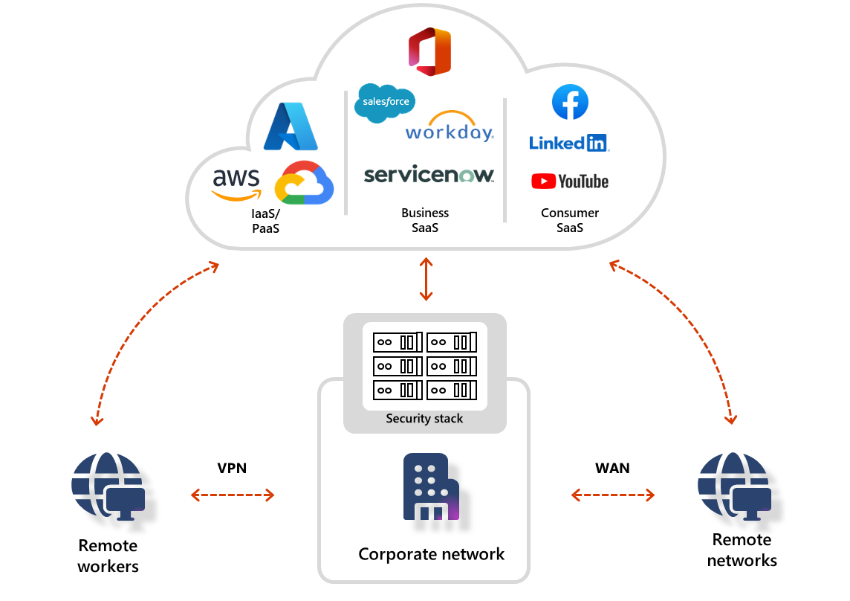 salesforce
workday.
aws
servicenow
LinkedIn
YouTube
IaaS/
PaaS
Business
SaaS
Consumer
SaaS
Security stack
VPN
WAN
Corporate network
Remote
workers
Remote
networks